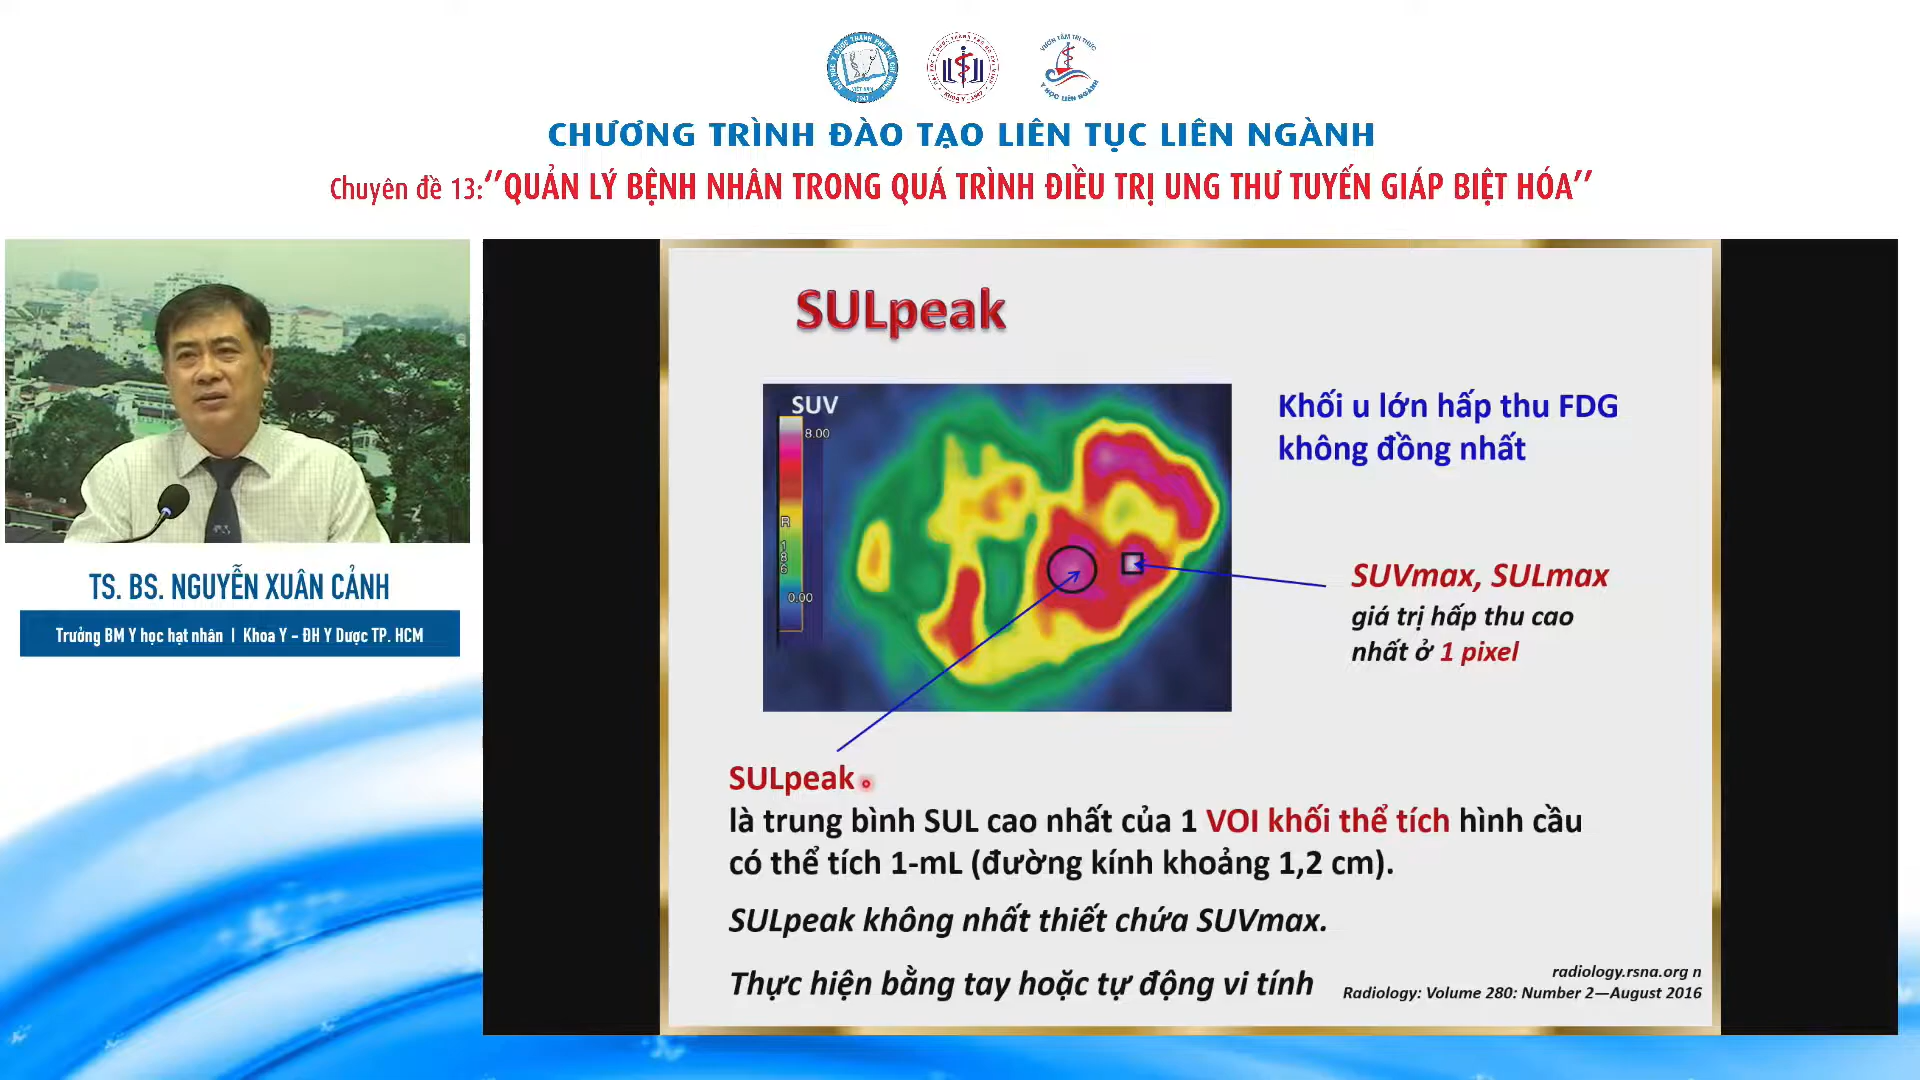 CHƯƠNG TRÌNH ĐÀO TẠO LIÊN TỤC LIÊN NGÀNH
Chuyên đề 13:‘‘QUẢN LÝ BỆNH NHÂN TRONG QUÁ TRÌNH ĐIỀU TRỊ UNG THƯ TUYẾN GIÁP BIỆT HÓA’’
TS. BS. NGUYỄN XUÂN CẢNH
Trưởng BM Y học hạt nhân | Khoa Y – ĐH Y Dược TP. HCM
SULpeak
SUV
8.00
0.00
Khối u lớn hấp thu FDG
không đồng nhất
SUVmax, SULmax
giá trị hấp thu cao
nhất ở 1 pixel
SULpeak
là trung bình SUL cao nhất của 1 VOI khối thể tích hình cầu
có thể tích 1-mL (đường kính khoảng 1,2 cm).
SULpeak không nhất thiết chứa SUVmax.
Thực hiện bằng tay hoặc tự động vi tính
radiology.rsna.org n
Radiology: Volume 280: Number 2—August 2016